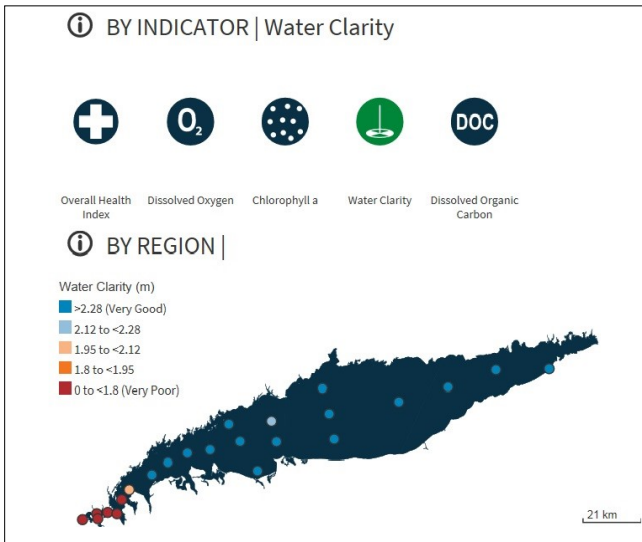 BY INDICATOR | Water Clarity
O2
DOC
Overall Health
Index
Dissolved Oxygen
Chlorophyll a
Water Clarity
Dissolved Organic
Carbon
BY REGION |
Water Clarity (m)
>2.28 (Very Good)
2.12 to <2.28
1.95 to <2.12
1.8 to <1.95
0 to <1.8 (Very Poor)
21 km